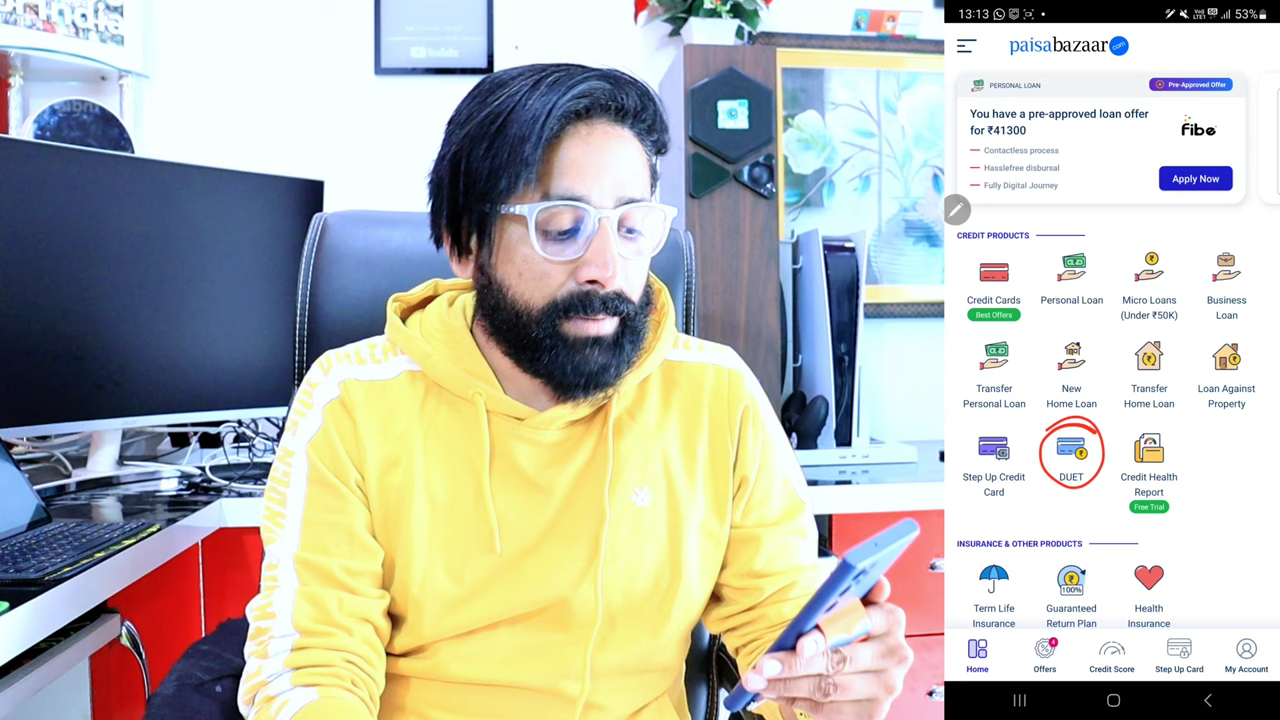 YouTube
13:13
53%
paisabazaar.com
PERSONAL LOAN
Pre-Approved Offer
You have a pre-approved loan offer
for ₹41300
fibe
Contactless process
Hasslefree disbursal
Fully Digital Journey
Apply Now
CREDIT PRODUCTS
Credit Cards
Best Offers
Personal Loan
Micro Loans
(Under ₹50K)
Business
Loan
Transfer
Personal Loan
New
Home Loan
Transfer
Home Loan
Loan Against
Property
Step Up Credit
Card
DUET
Credit Health
Report
Free Trial
INSURANCE & OTHER PRODUCTS
Term Life
Insurance
100%
Guaranteed
Return Plan
Health
Insurance
Home
4
Offers
Credit Score
Step Up Card
My Account